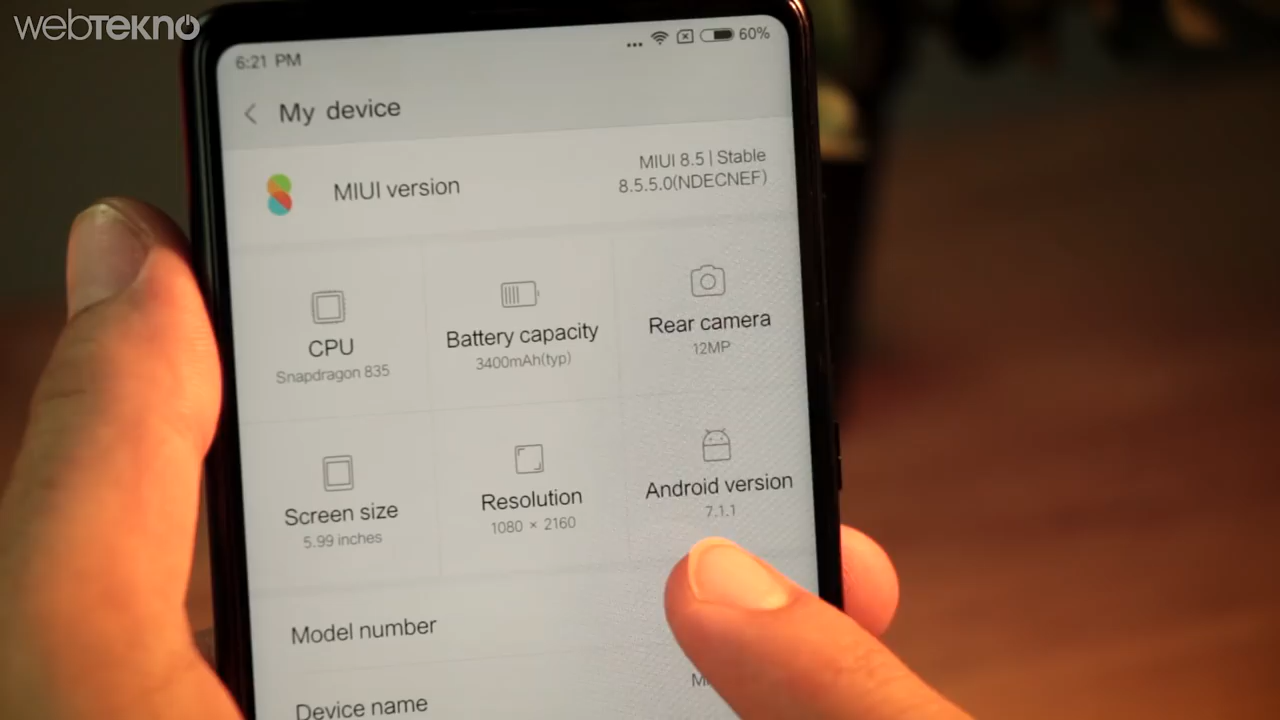 webTEKNO
6:21 PM
60%
My device
MIUI version
MIUI 8.5 | Stable
8.5.5.0(NDECNEF)
CPU
Snapdragon 835
Battery capacity
3400mAh(typ)
Rear camera
12MP
Screen size
5.99 inches
Resolution
1080 × 2160
Android version
7.1.1
Model number
Device name